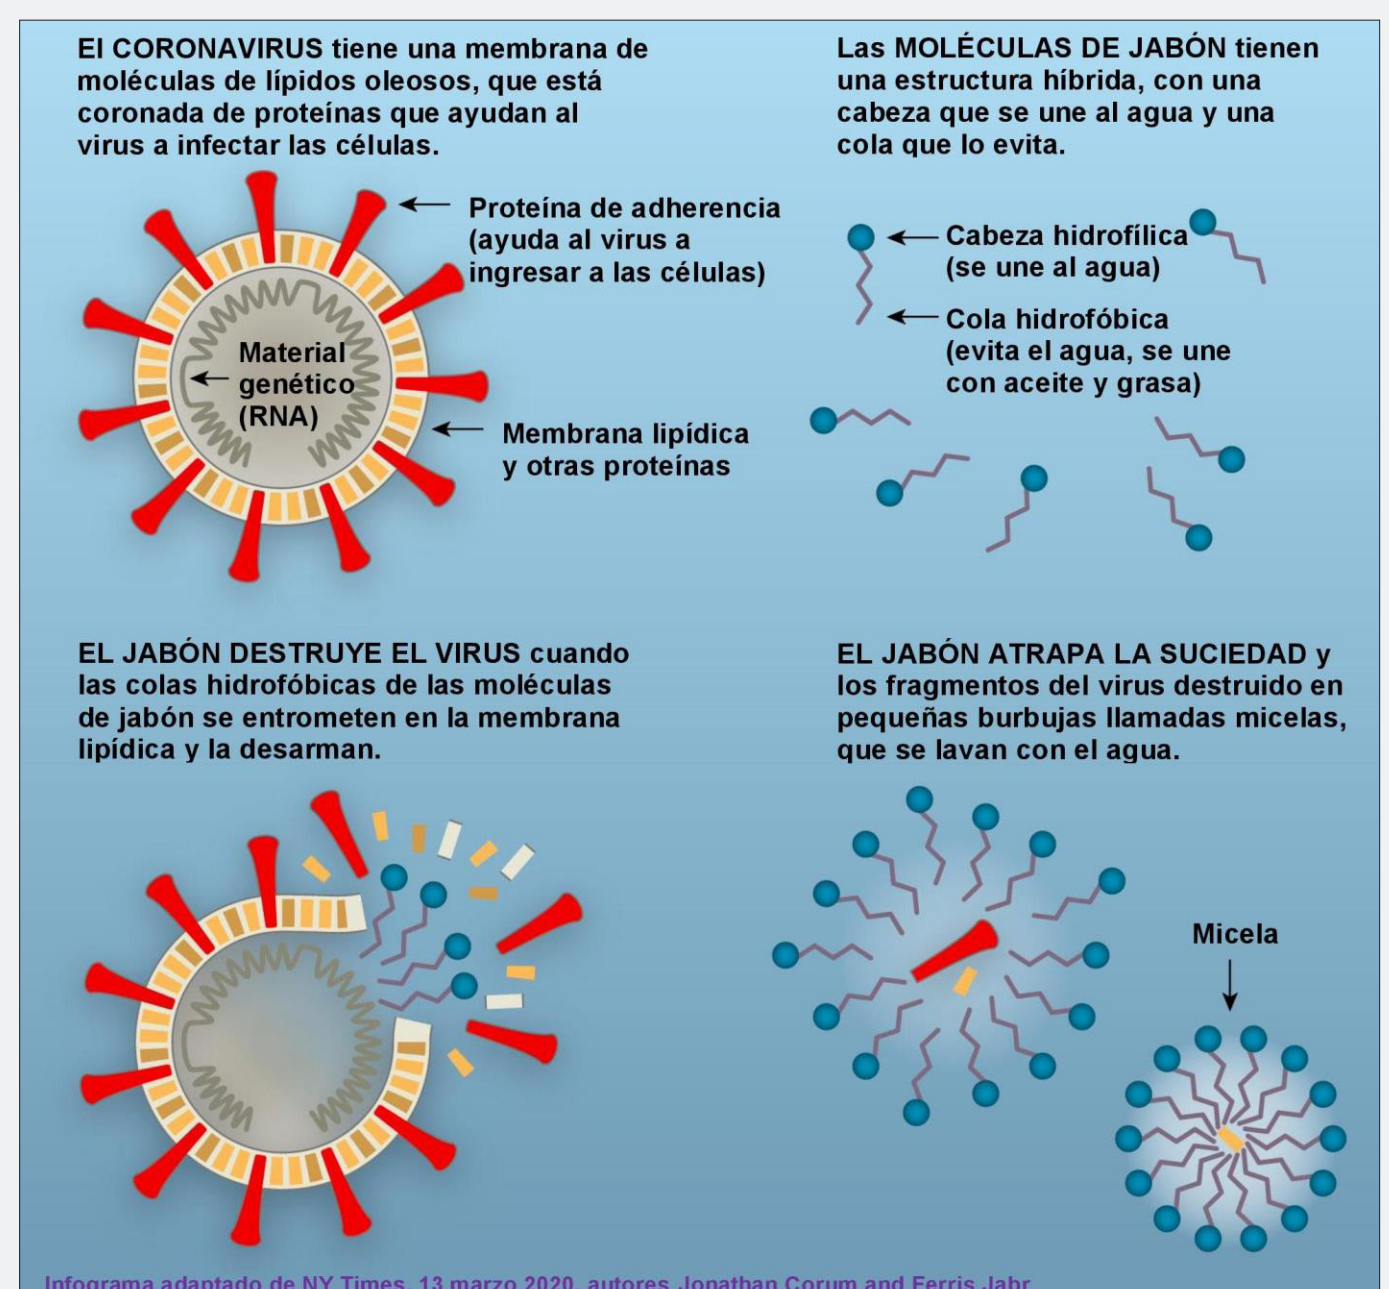 El CORONAVIRUS tiene una membrana de
moléculas de lípidos oleosos, que está
coronada de proteínas que ayudan al
virus a infectar las células.
Proteína de adherencia
(ayuda al virus a
ingresar a las células)
Material
genético
(RNA)
Membrana lipídica
y otras proteínas
Las MOLÉCULAS DE JABÓN tienen
una estructura híbrida, con una
cabeza que se une al agua y una
cola que lo evita.
Cabeza hidrofílica
(se une al agua)
Cola hidrofóbica
(evita el agua, se une
con aceite y grasa)
EL JABÓN DESTRUYE EL VIRUS cuando
las colas hidrofóbicas de las moléculas
de jabón se entrometen en la membrana
lipídica y la desarman.
EL JABÓN ATRAPA LA SUCIEDAD y
los fragmentos del virus destruido en
pequeñas burbujas llamadas micelas,
que se lavan con el agua.
Micela
Infograma adaptado de NY Times, 13 marzo 2020, autores Jonathan Corum and Ferris Jabr